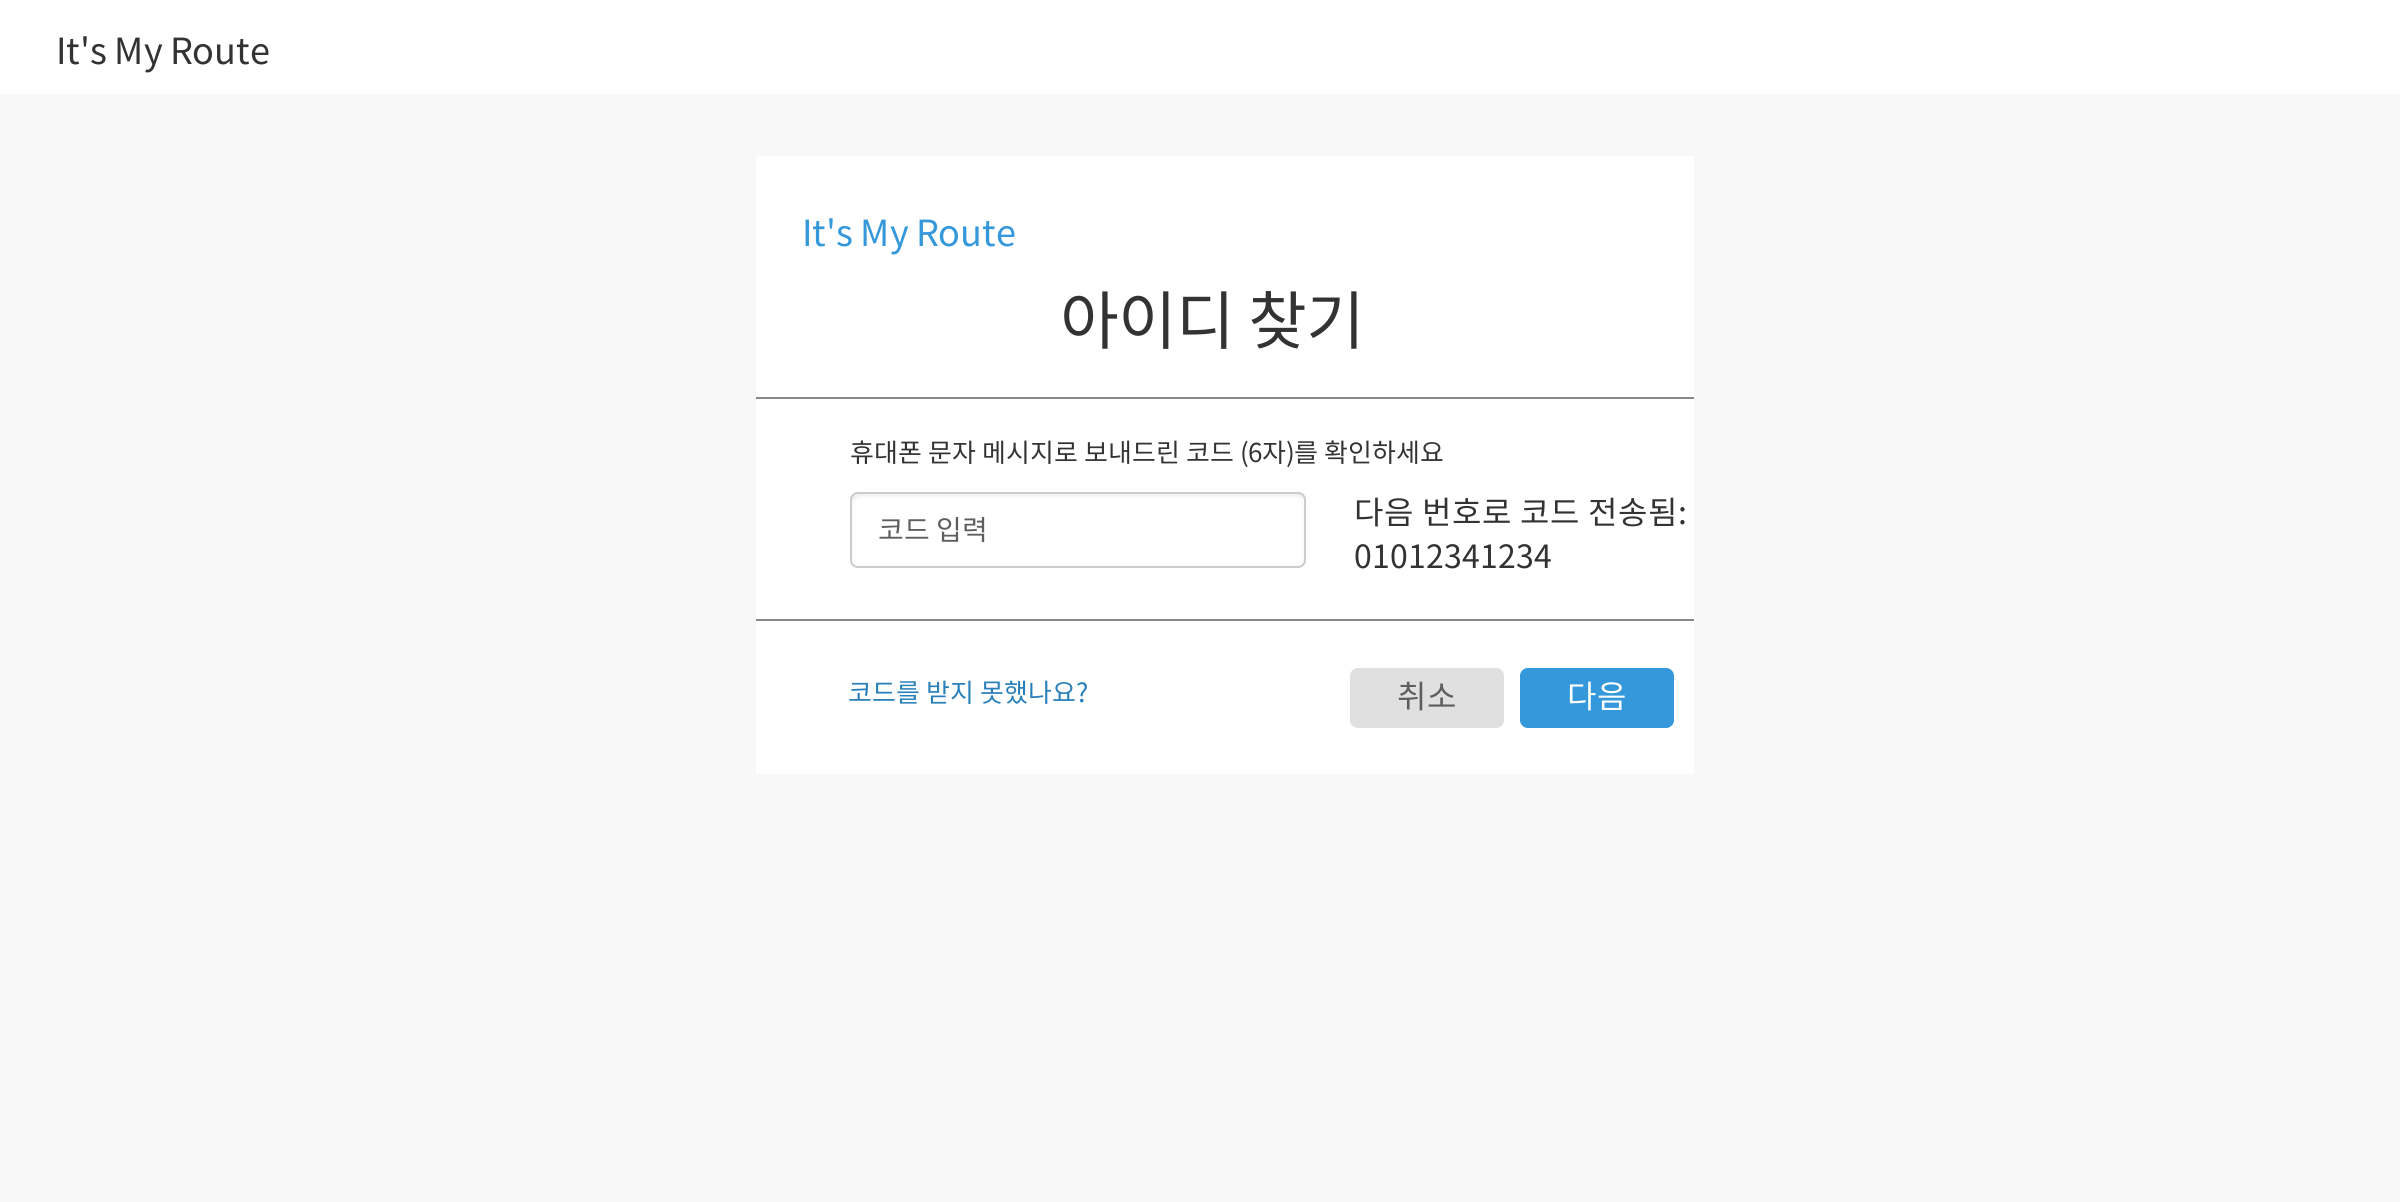 It's My Route
It's My Route
아이디 찾기
휴대폰 문자 메시지로 보내드린 코드 (6자)를 확인하세요
코드 입력
다음 번호로 코드 전송됨:
01012341234
코드를 받지 못했나요?
취소
다음